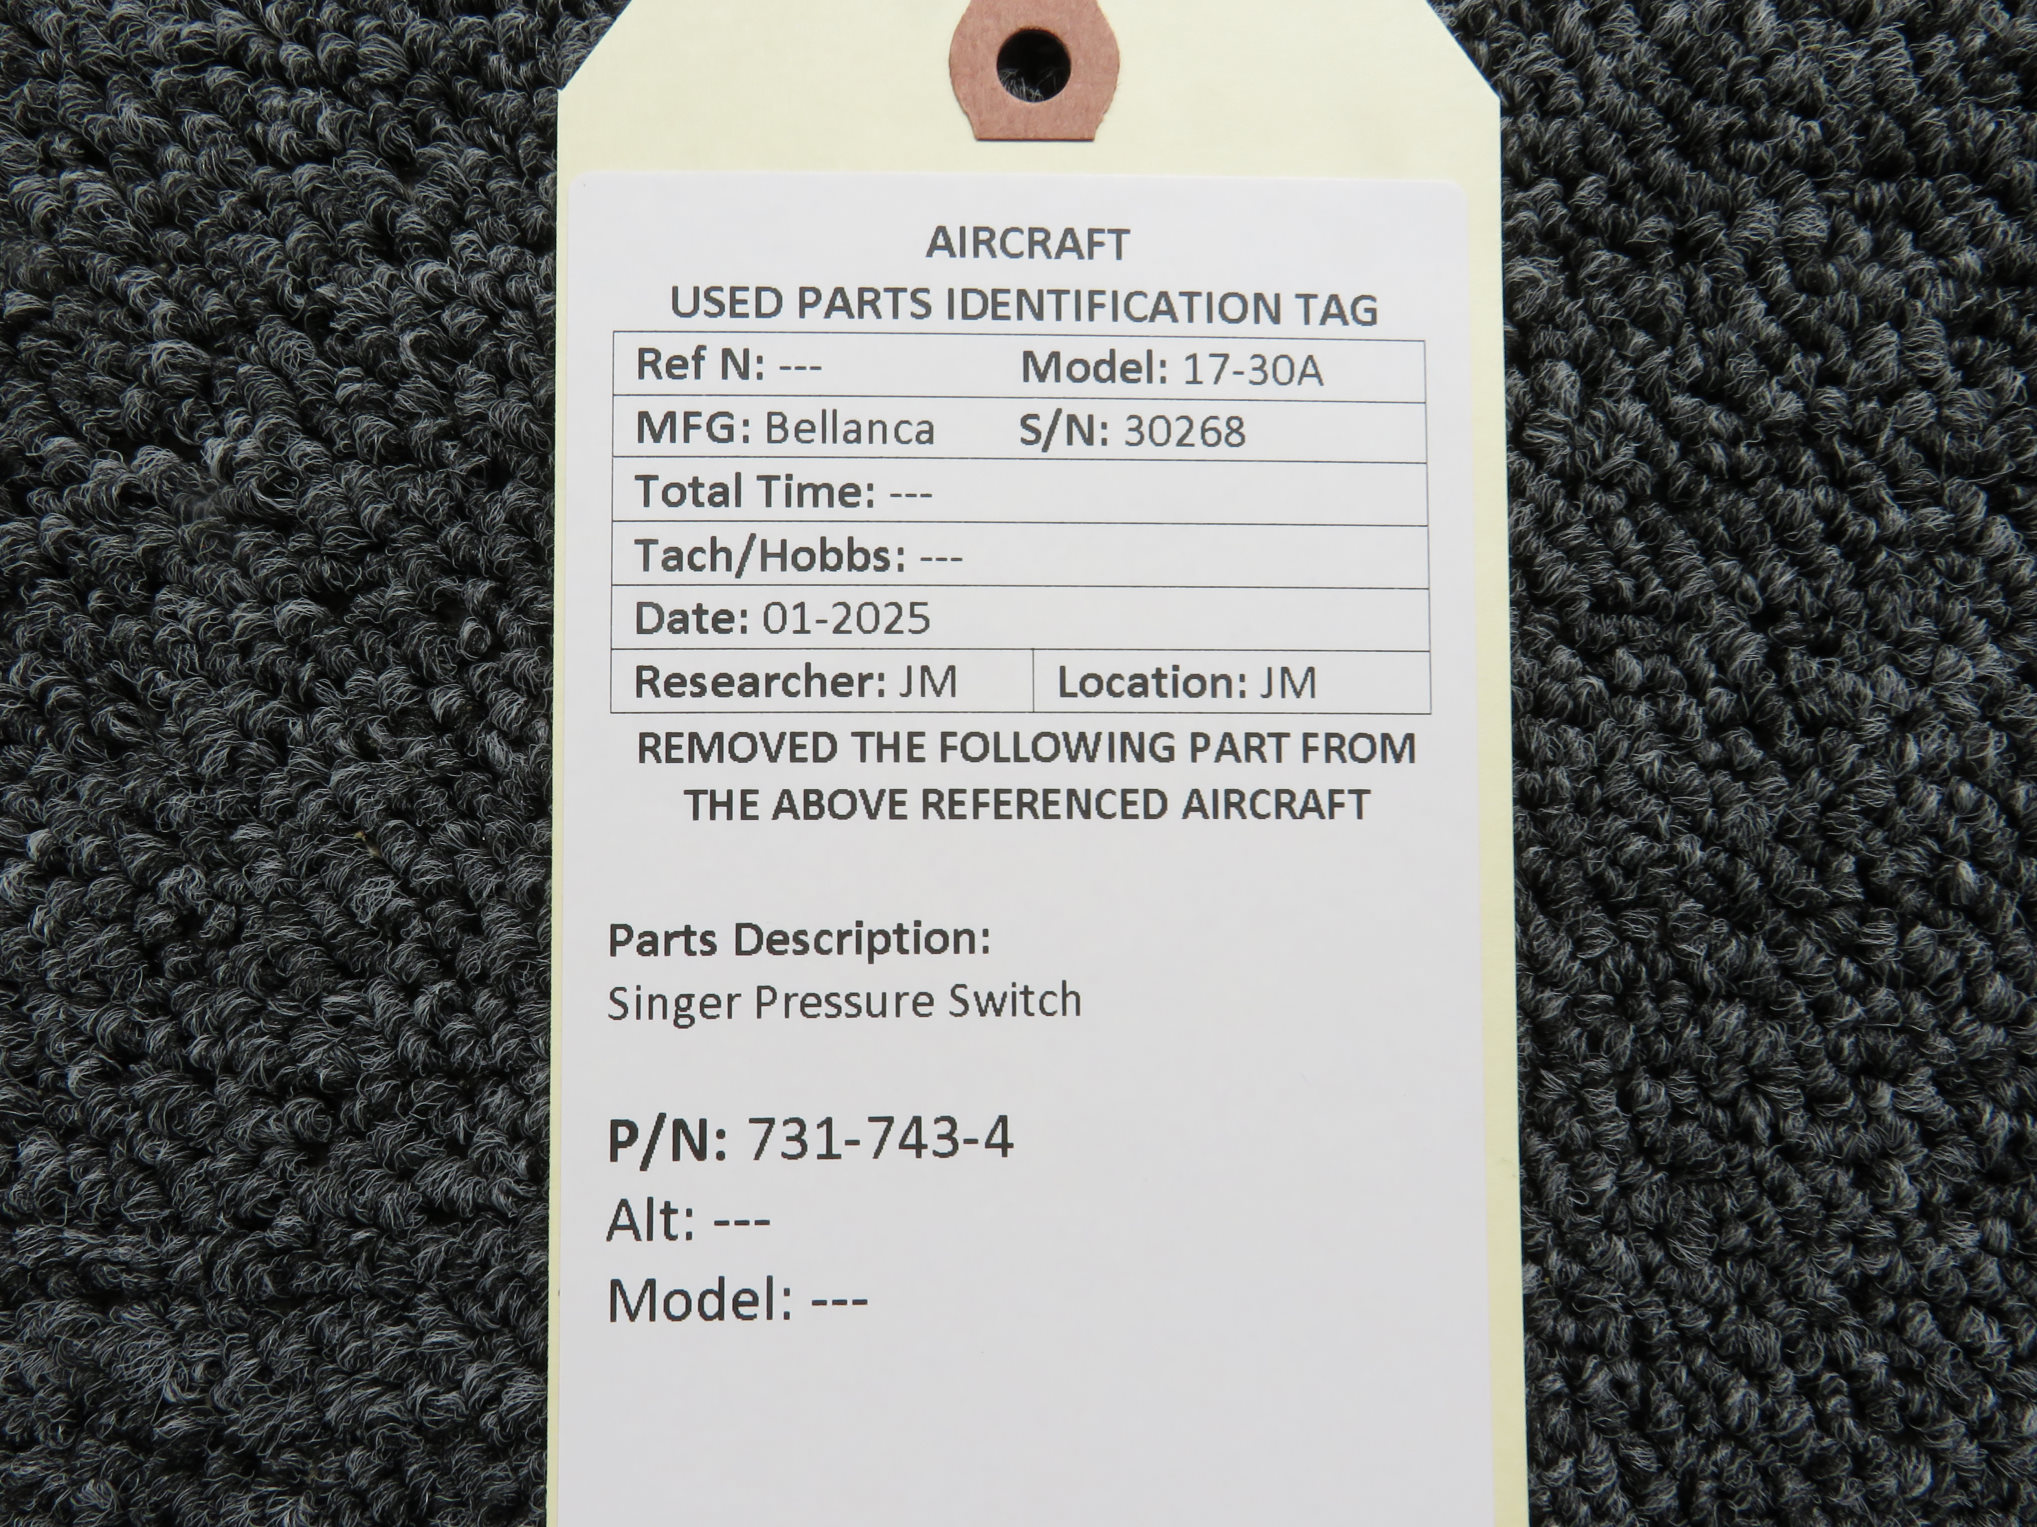 AIRCRAFT
USED PARTS IDENTIFICATION TAG
Ref N: --- Model: 17-30A
MFG: Bellanca S/N: 30268
Total Time: ---
Tach/Hobbs: ---
Date: 01-2025
Researcher: JM Location: JM
REMOVED THE FOLLOWING PART FROM
THE ABOVE REFERENCED AIRCRAFT
Parts Description:
Singer Pressure Switch
P/N: 731-743-4
Alt: ---
Model: ---